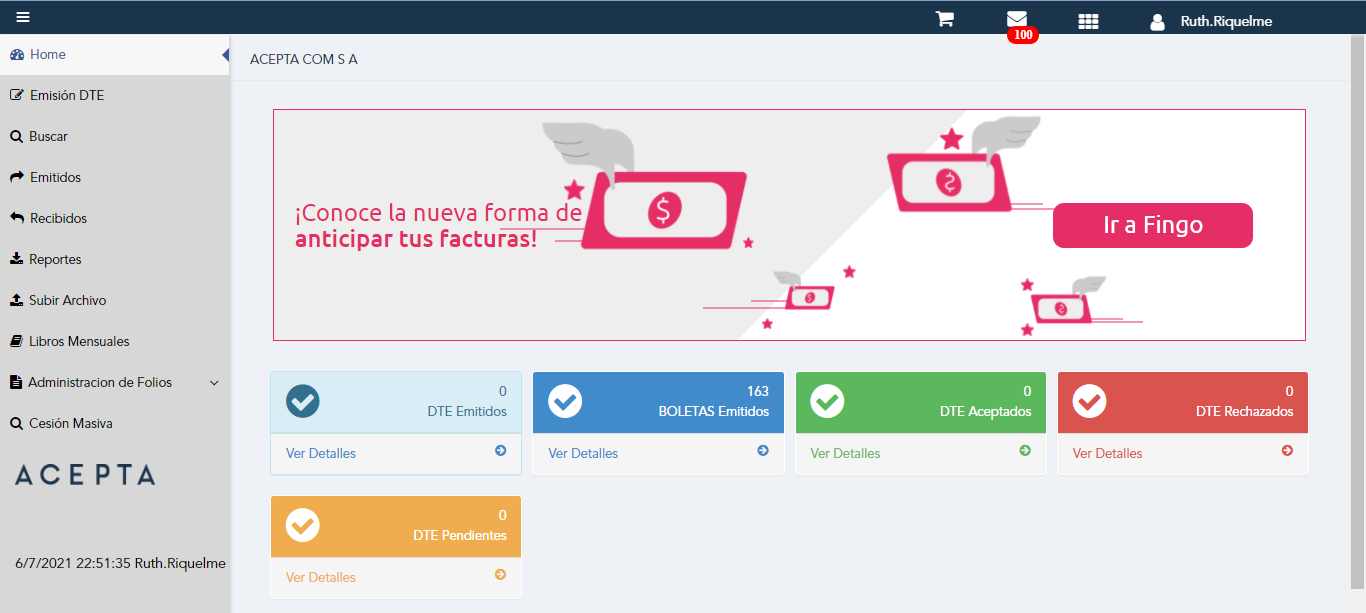 100
Ruth.Riquelme
Home
Emisión DTE
Buscar
Emitidos
Recibidos
Reportes
Subir Archivo
Libros Mensuales
Administracion de Folios
Cesión Masiva
ACEPTA
6/7/2021 22:51:35 Ruth.Riquelme
ACEPTA COM S A
¡Conoce la nueva forma de
anticipar tus facturas!
$
$
$
$
Ir a Fingo
0
DTE Emitidos
Ver Detalles
163
BOLETAS Emitidos
Ver Detalles
0
DTE Aceptados
Ver Detalles
0
DTE Rechazados
Ver Detalles
0
DTE Pendientes
Ver Detalles